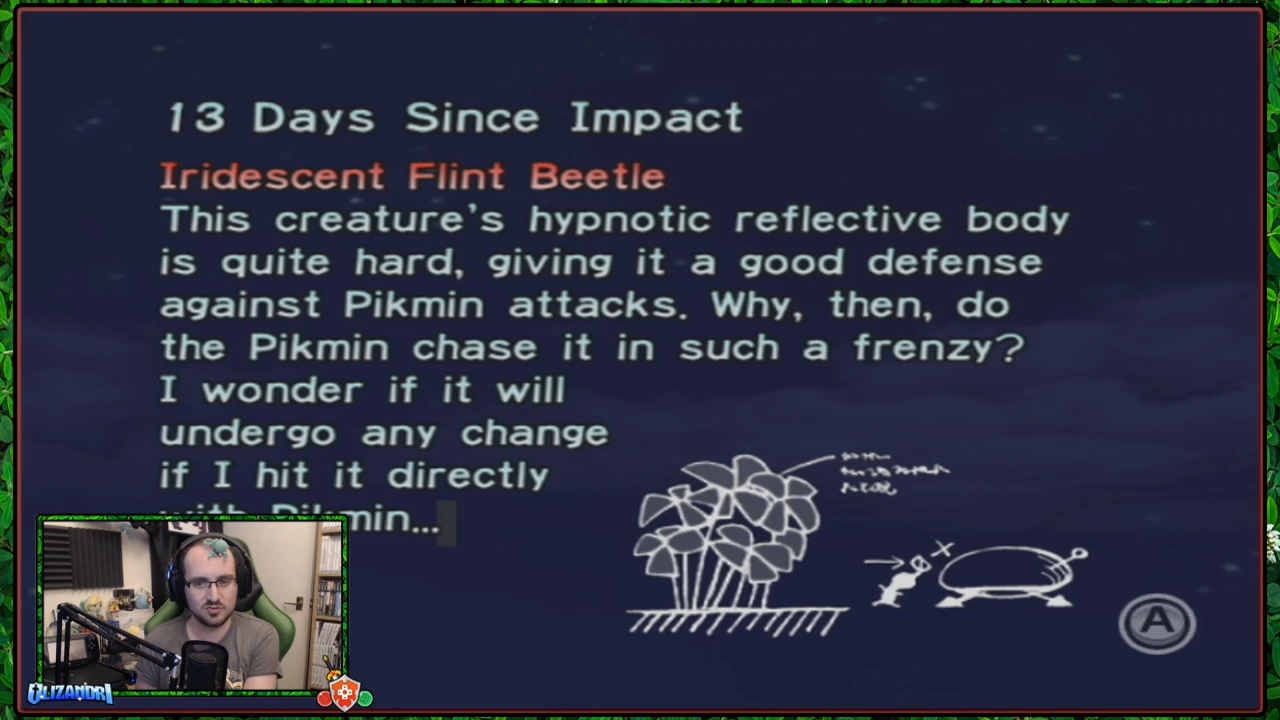 13 Days Since Impact
Iridescent Flint Beetle
This creature's hypnotic reflective body
is quite hard, giving it a good defense
against Pikmin attacks. Why, then, do
the Pikmin chase it in such a frenzy?
I wonder if it will
undergo any change
if I hit it directly
with Pikmin...
A
OLIZANDRI